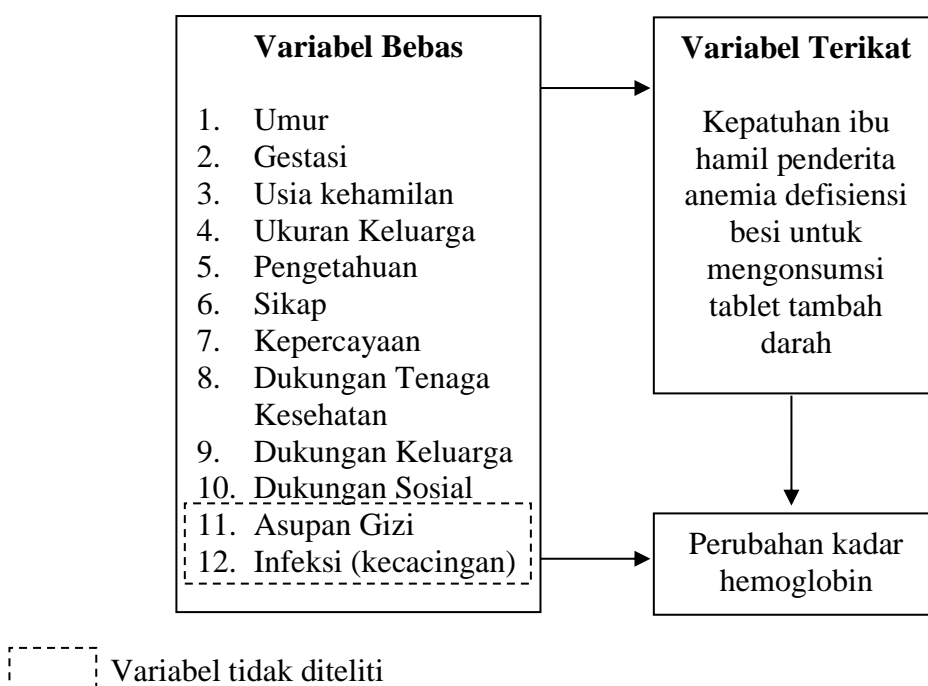 Variabel Bebas
1. Umur
2. Gestasi
3. Usia kehamilan
4. Ukuran Keluarga
5. Pengetahuan
6. Sikap
7. Kepercayaan
8. Dukungan Tenaga
Kesehatan
9. Dukungan Keluarga
10. Dukungan Sosial
11. Asupan Gizi
12. Infeksi (kecacingan)
Variabel Terikat
Kepatuhan ibu
hamil penderita
anemia defisiensi
besi untuk
mengonsumsi
tablet tambah
darah
Perubahan kadar
hemoglobin
Variabel tidak diteliti